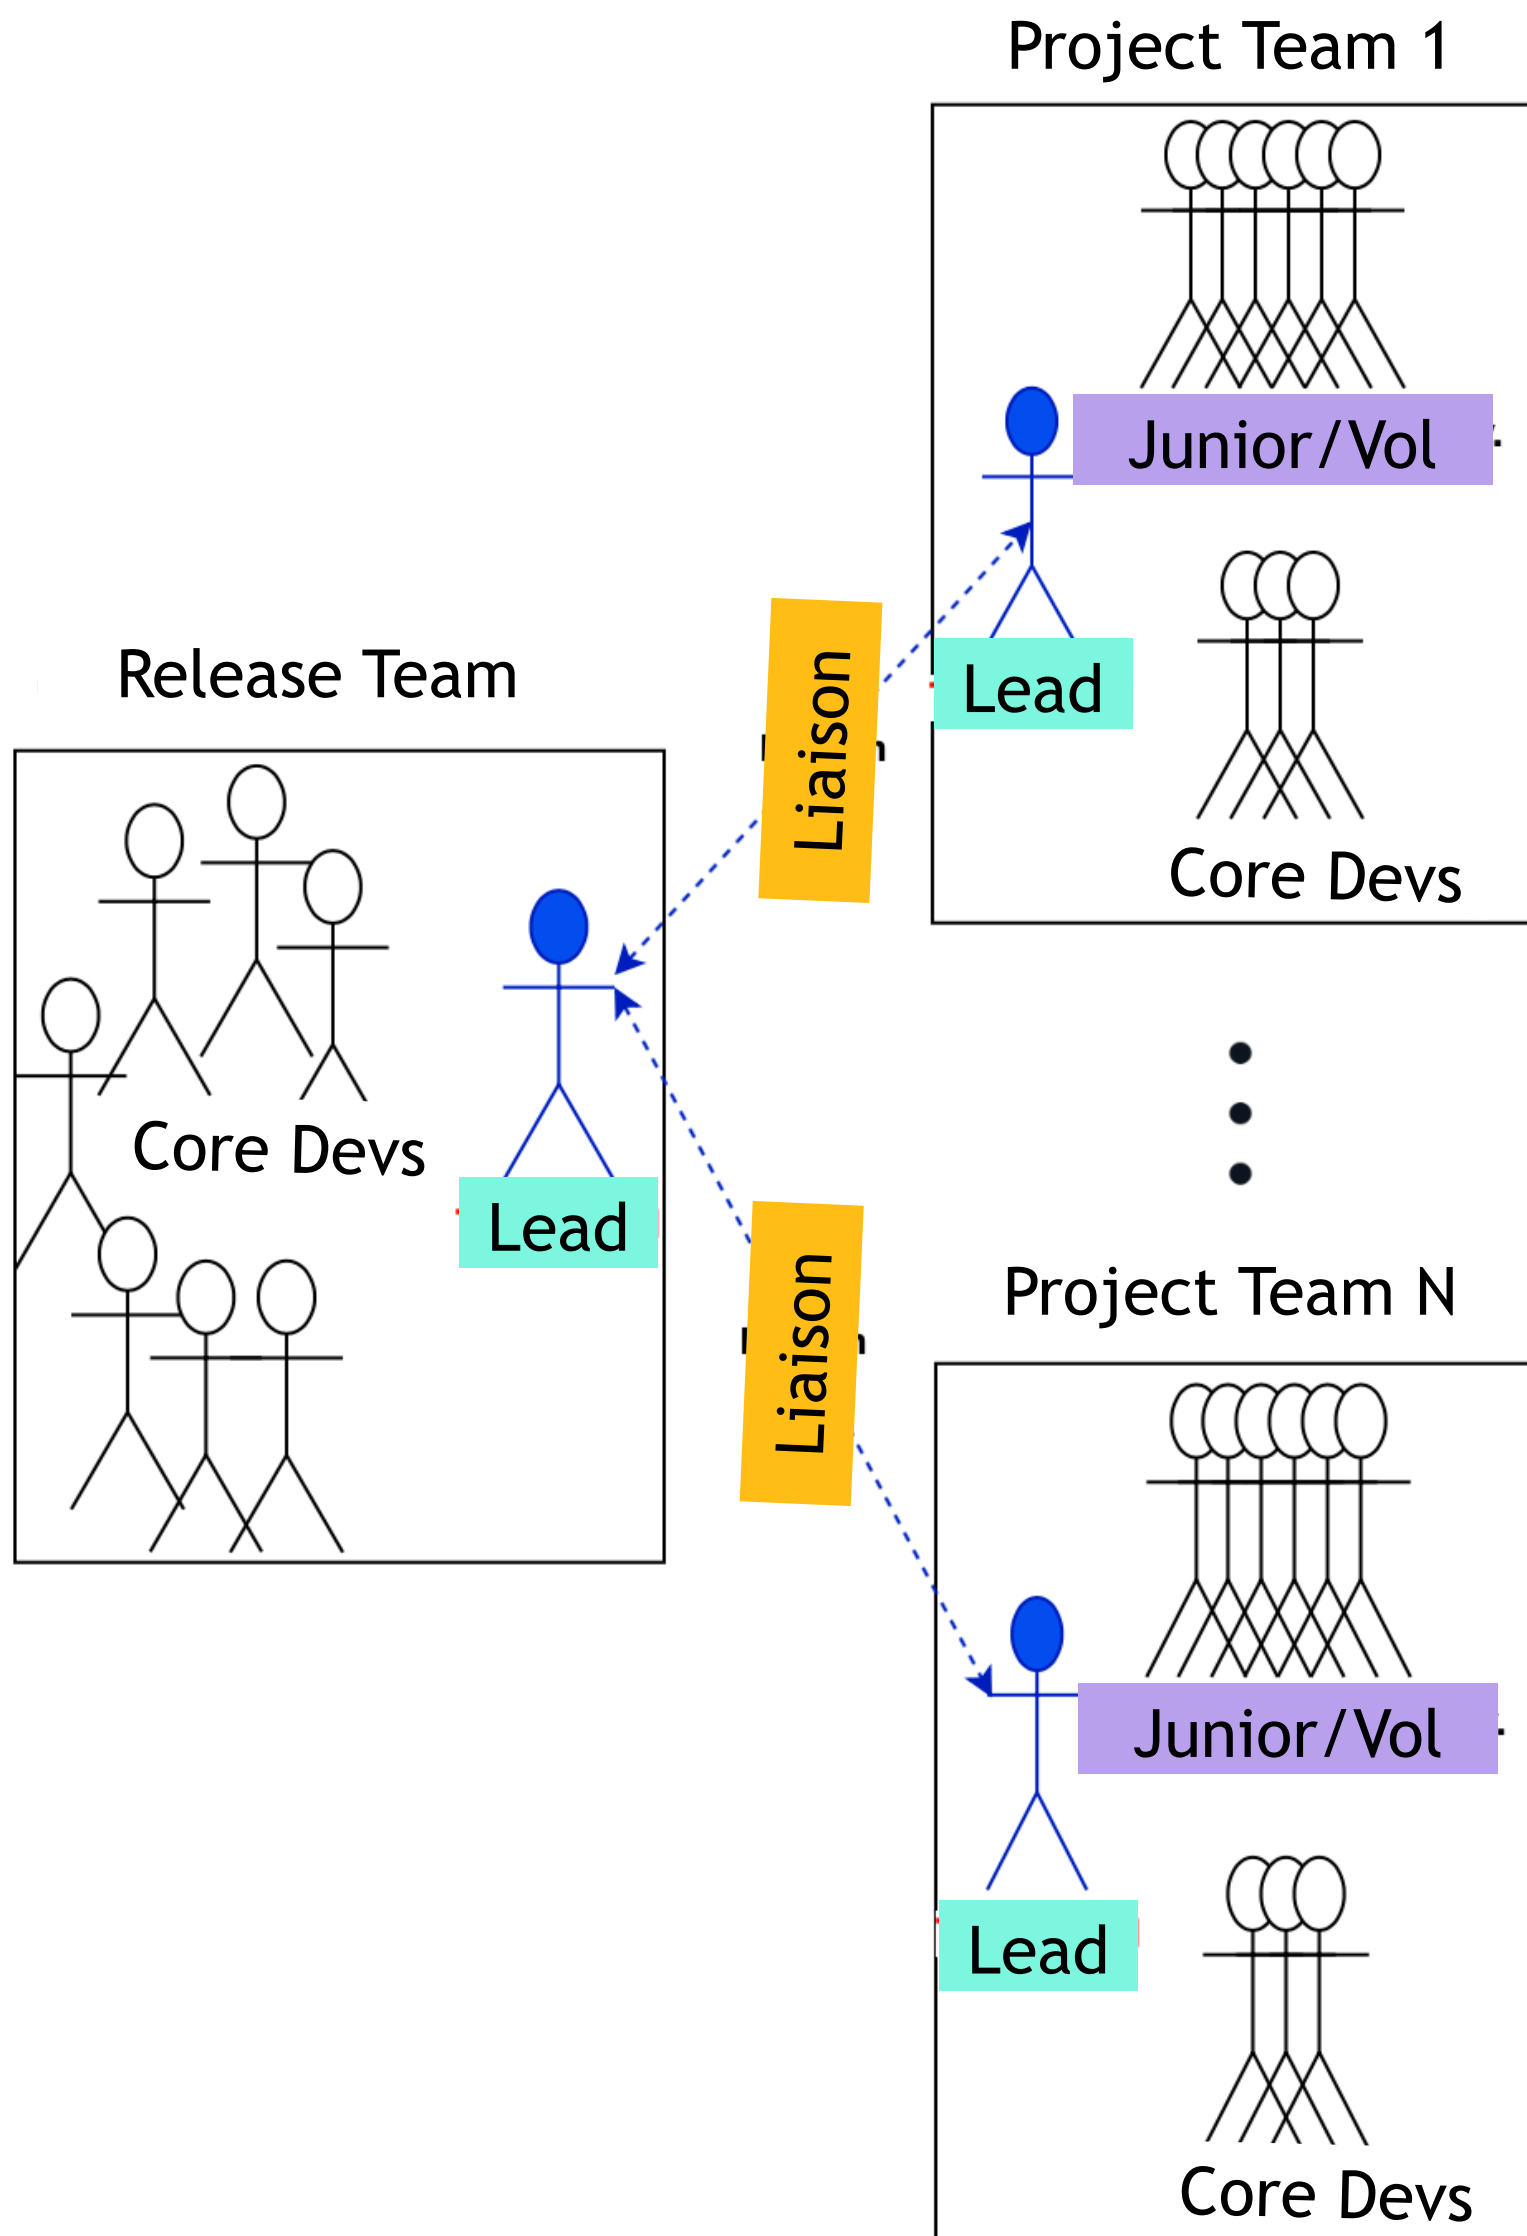 Project Team 1
Junior/Vol
Lead
Liaison
Core Devs
Release Team
Core Devs
Lead
Liaison
Project Team N
Junior/Vol
Lead
Core Devs